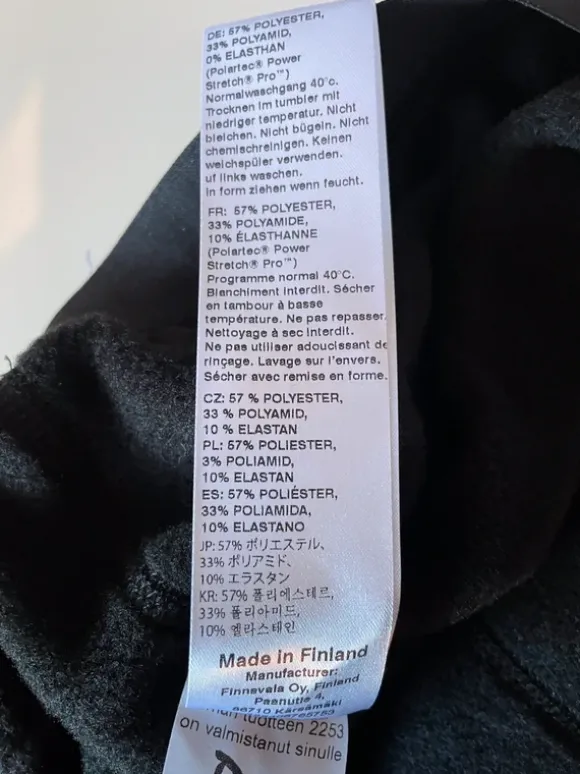 DE: 57% POLYESTER,
33% POLYAMID,
0% ELASTHAN
(Polartec® Power
Stretch® Pro™)
Normalwaschgang 40°c.
Trocknen im tumbler mit
niedriger temperatur. Nicht
bleichen. Nicht bügeln. Nicht
chemischreinigen. Keinen
weichspüler verwenden.
uf links waschen.
in form ziehen wenn feucht.
FR: 57% POLYESTER,
33% POLYAMIDE,
10% ÉLASTHANNE
(Polartec® Power
Stretch® Pro™)
Programme normal 40°C.
Blanchiment interdit. Sécher
en tambour à basse
température. Ne pas repasser.
Nettoyage à sec interdit.
Ne pas utiliser adoucissant de
rinçage. Lavage sur l'envers.
Sécher avec remise en forme.
CZ: 57 % POLYESTER,
33 % POLYAMID,
10 % ELASTAN
PL: 57% POLIESTER,
3% POLIAMID,
10% ELASTAN
ES: 57% POLIÉSTER,
33% POLIAMIDA,
10% ELASTANO
JP: 57% ポリエステル、
33% ポリアミド、
10% エラスタン
KR: 57% 폴리에스테르,
33% 폴리아미드,
10% 엘라스테인
Made in Finland
Manufacturer:
Finnsvala Oy, Finland
Paenutie 4,
86710 Kärsämäki
tuotteen 2253
on valmistanut sinulle